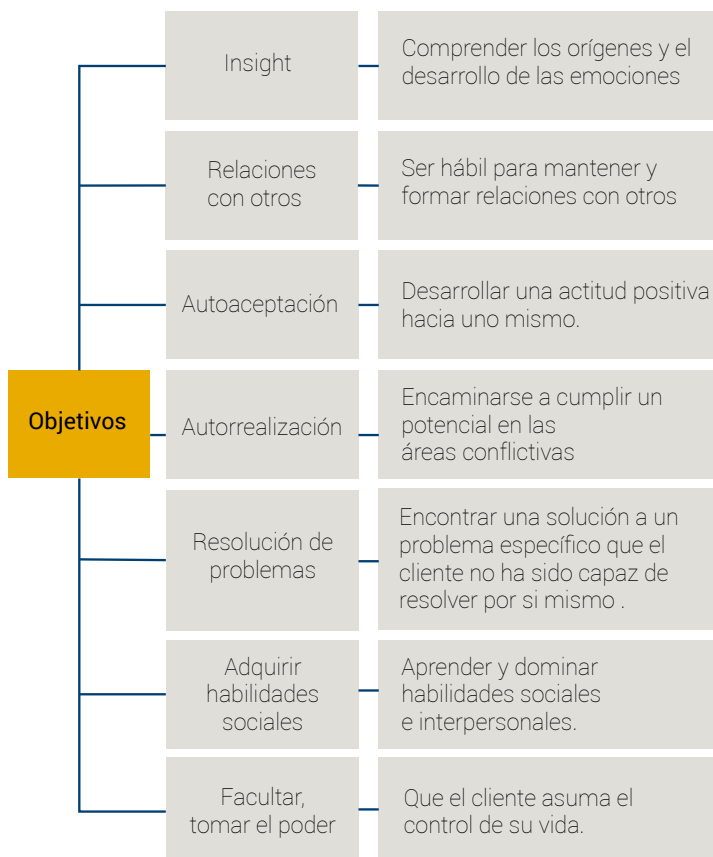 Insight
Comprender los orígenes y el
desarrollo de las emociones
Relaciones
con otros
Ser hábil para mantener y
formar relaciones con otros
Autoaceptación
Desarrollar una actitud positiva
hacia uno mismo.
Objetivos
Autorrealización
Encaminarse a cumplir un
potencial en las
áreas conflictivas
Resolución de
problemas
Encontrar una solución a un
problema específico que el
cliente no ha sido capaz de
resolver por si mismo .
Adquirir
habilidades
sociales
Aprender y dominar
habilidades sociales
e interpersonales.
Facultar,
tomar el poder
Que el cliente asuma el
control de su vida.